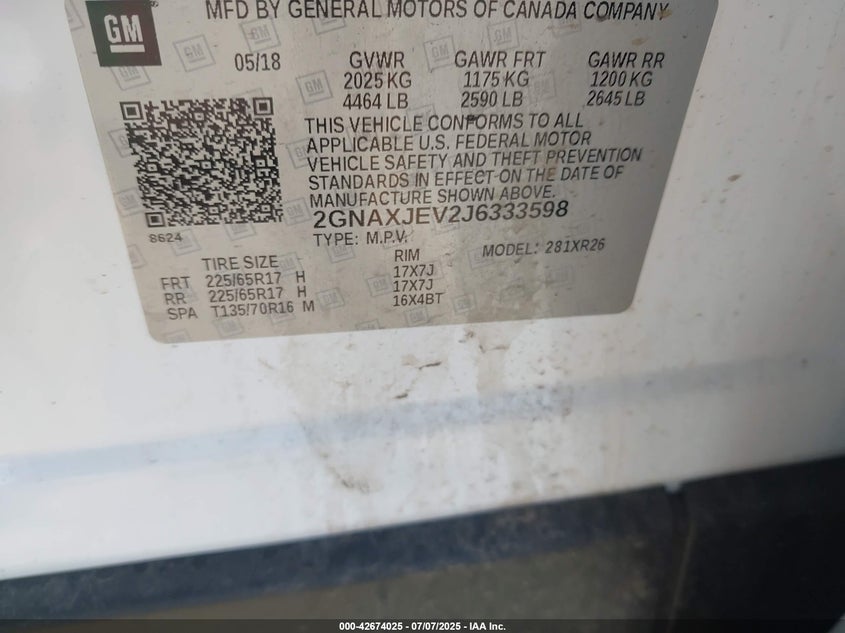 GM
MFD BY GENERAL MOTORS OF CANADA COMPANY
05/18 GVWR GAWR FRT GAWR RR
2025 KG 1175 KG 1200 KG
4464 LB 2590 LB 2645 LB
THIS VEHICLE CONFORMS TO ALL
APPLICABLE U.S. FEDERAL MOTOR
VEHICLE SAFETY AND THEFT PREVENTION
STANDARDS IN EFFECT ON THE DATE OF
MANUFACTURE SHOWN ABOVE.
2GNAXJEV2J6333598
8624
TYPE: M.P.V. MODEL: 281XR26
TIRE SIZE RIM
FRT 225/65R17 H 17X7J
RR 225/65R17 H 17X7J
SPA T135/70R16 M 16X4BT
000-42674025 - 07/07/2025 - IAA Inc.